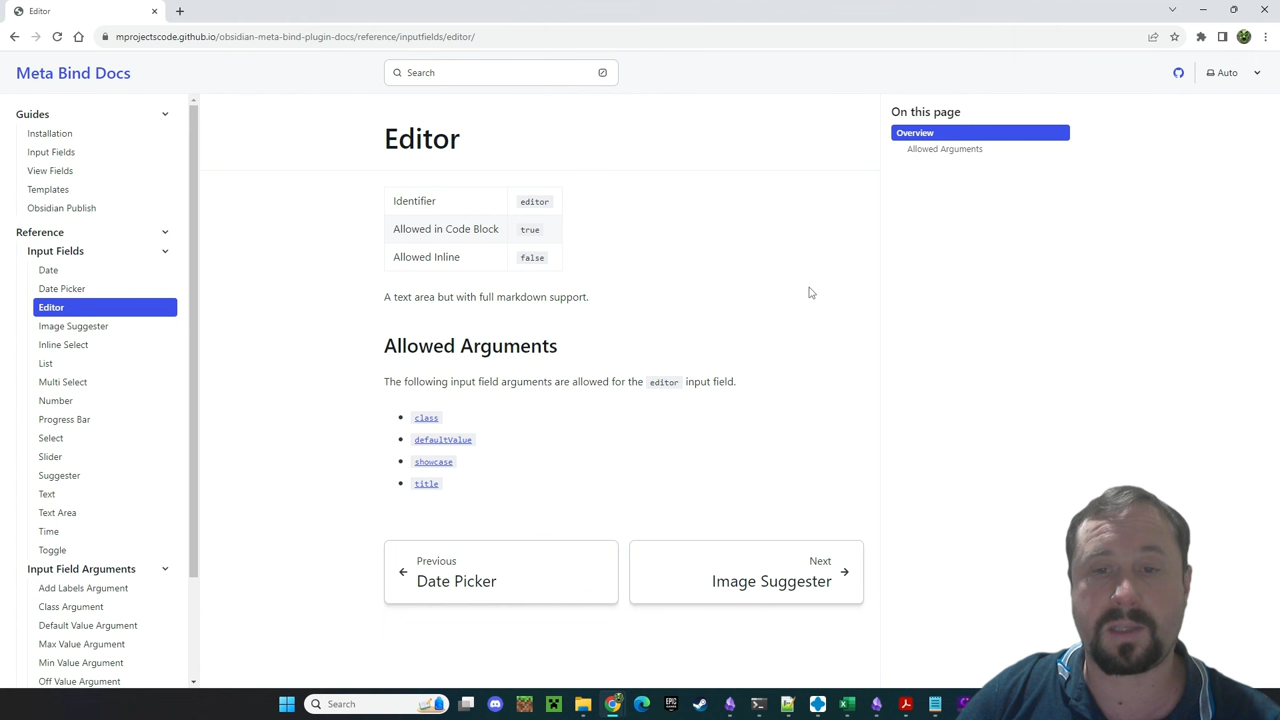 Editor
mprojectscode.github.io/obsidian-meta-bind-plugin-docs/reference/inputfields/editor/
Meta Bind Docs
Search
Auto
Guides
Installation
Input Fields
View Fields
Templates
Obsidian Publish
Reference
Input Fields
Date
Date Picker
Editor
Image Suggester
Inline Select
List
Multi Select
Number
Progress Bar
Select
Slider
Suggester
Text
Text Area
Time
Toggle
Input Field Arguments
Add Labels Argument
Class Argument
Default Value Argument
Max Value Argument
Min Value Argument
Off Value Argument
Editor
Identifier editor
Allowed in Code Block true
Allowed Inline false
A text area but with full markdown support.
Allowed Arguments
The following input field arguments are allowed for the editor input field.
class
defaultValue
showcase
title
Previous
Date Picker
Next
Image Suggester
On this page
Overview
Allowed Arguments
Search
EPIC